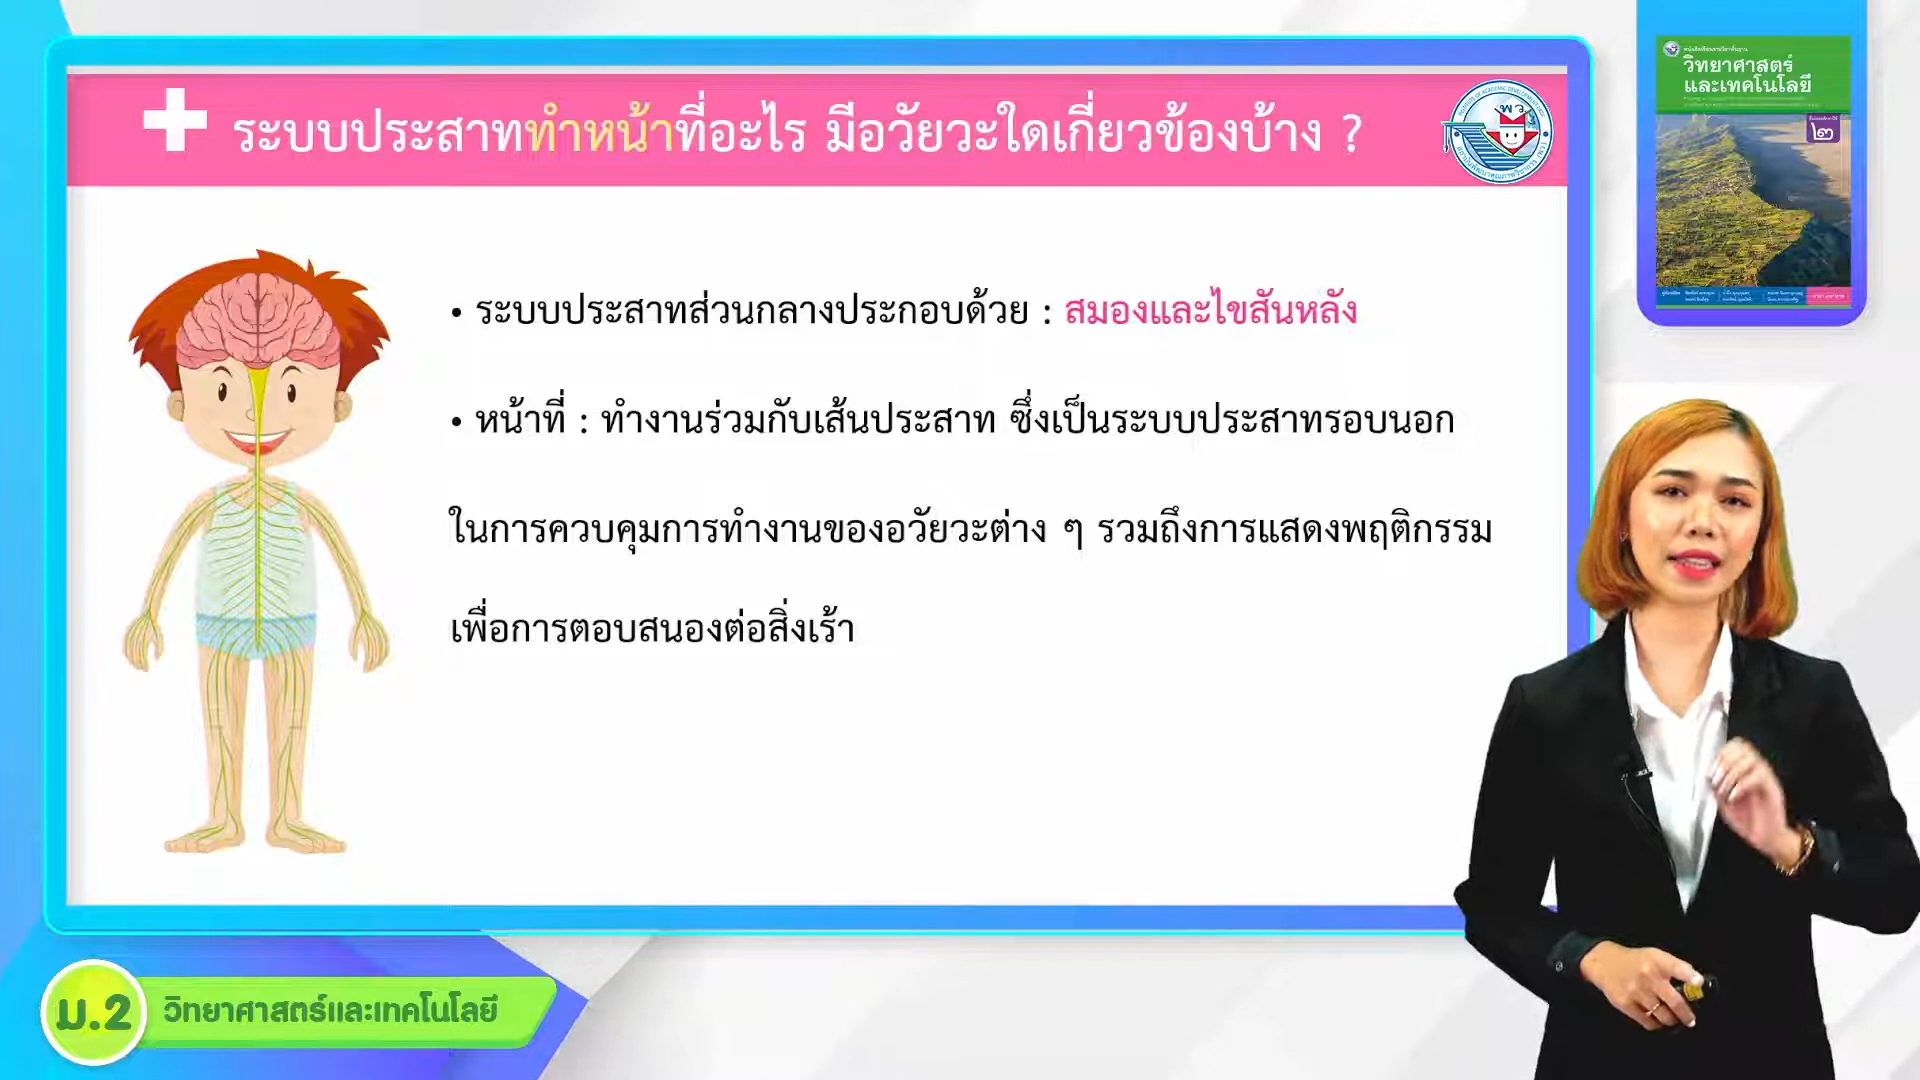 ระบบประสาททำหน้าที่อะไร มีอวัยวะใดเกี่ยวข้องบ้าง ?
พว.
วิทยาศาสตร์
และเทคโนโลยี
๒
• ระบบประสาทส่วนกลางประกอบด้วย : สมองและไขสันหลัง
• หน้าที่ : ทำงานร่วมกับเส้นประสาท ซึ่งเป็นระบบประสาทรอบนอก
ในการควบคุมการทำงานของอวัยวะต่าง ๆ รวมถึงการแสดงพฤติกรรม
เพื่อการตอบสนองต่อสิ่งเร้า
ม.2 วิทยาศาสตร์และเทคโนโลยี